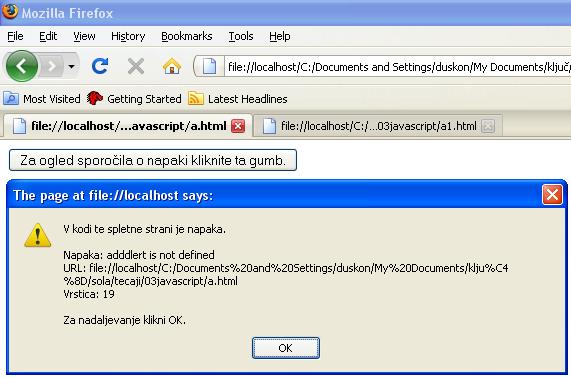 Mozilla Firefox
File Edit View History Bookmarks Tools Help
file://localhost/C:/Documents and Settings/duskon/My Documents/ključ
Most Visited Getting Started Latest Headlines
file://localhost/...avascript/a.html file://localhost/C:/...03javascript/a1.html
Za ogled sporočila o napaki kliknite ta gumb.
The page at file://localhost says:
V kodi te spletne strani je napaka.
Napaka: adddlert is not defined
URL: file://localhost/C:/Documents%20and%20Settings/duskon/My%20Documents/klju%C4
%8D/sola/tecaji/03javascript/a.html
Vrstica: 19
Za nadaljevanje klikni OK.
OK